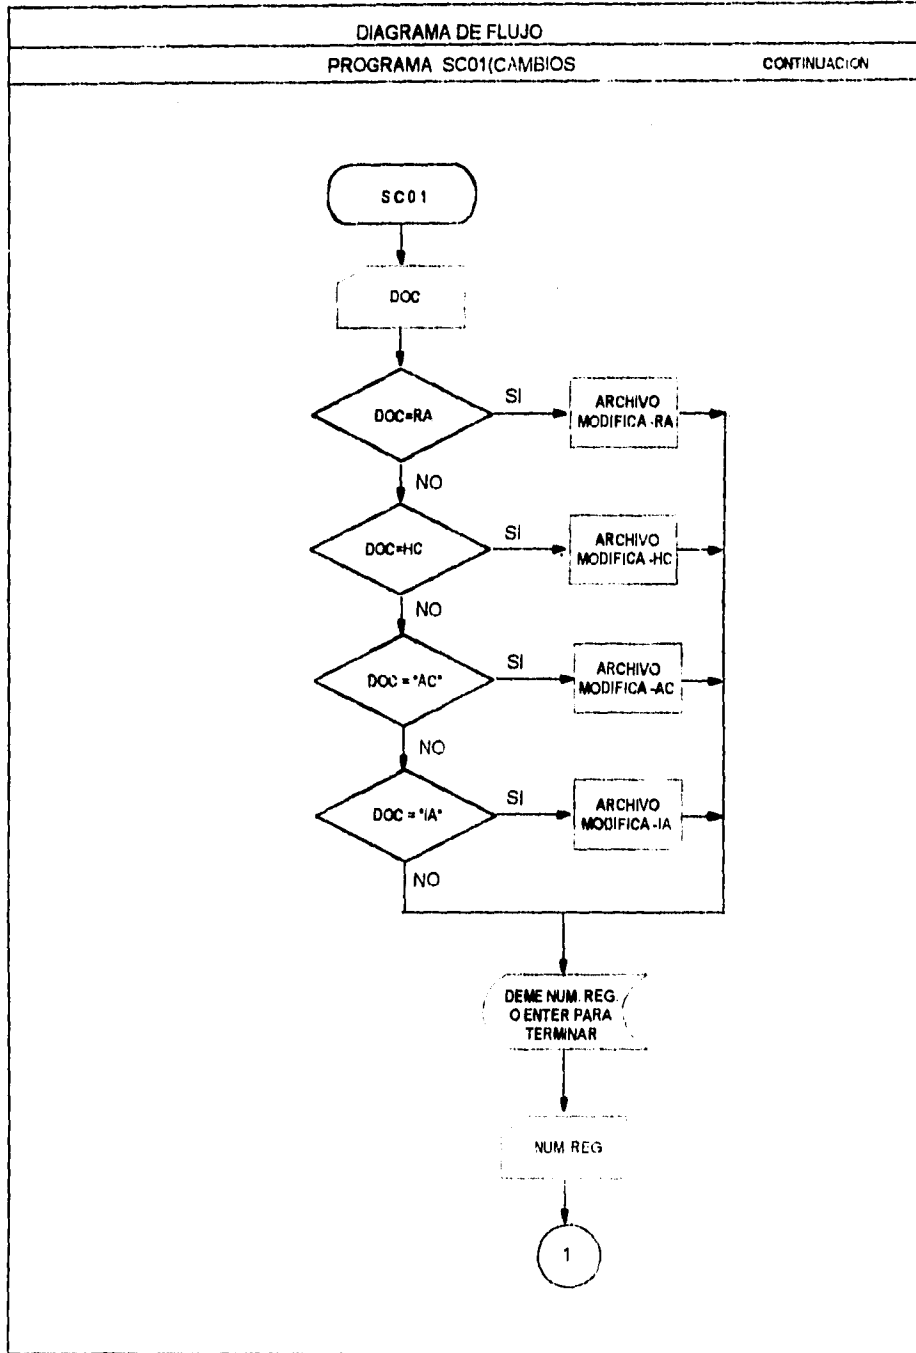 DIAGRAMA DE FLUJO
PROGRAMA SC01(CAMBIOS
CONTINUACION
SC01
DOC
DOC=RA
SI
ARCHIVO
MODIFICA-RA
NO
DOC=HC
SI
ARCHIVO
MODIFICA-HC
NO
DOC = "AC"
SI
ARCHIVO
MODIFICA-AC
NO
DOC = "IA"
SI
ARCHIVO
MODIFICA-IA
NO
DEME NUM. REG.
O ENTER PARA
TERMINAR
NUM REG
1